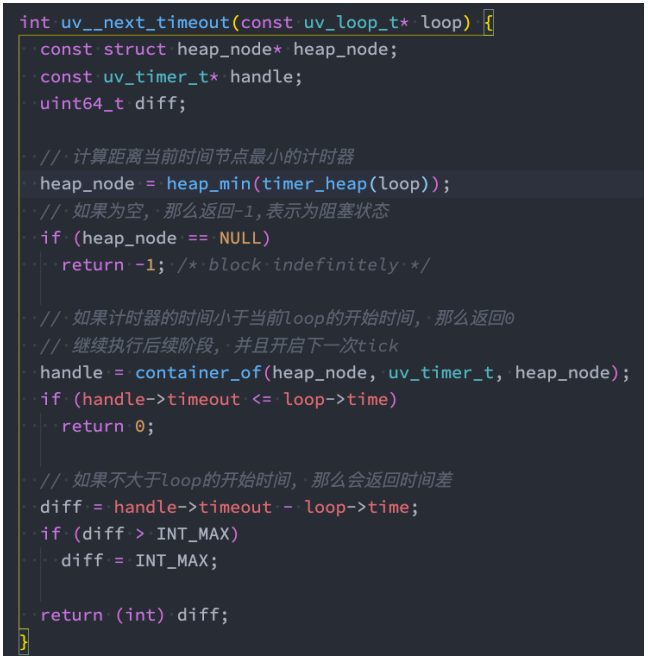 int uv__next_timeout(const uv_loop_t* loop) {
  const struct heap_node* heap_node;
  const uv_timer_t* handle;
  uint64_t diff;

  // 计算距离当前时间节点最小的计时器
  heap_node = heap_min(timer_heap(loop));
  // 如果为空, 那么返回-1,表示为阻塞状态
  if (heap_node == NULL)
    return -1; /* block indefinitely */

  // 如果计时器的时间小于当前loop的开始时间, 那么返回0
  // 继续执行后续阶段, 并且开启下一次tick
  handle = container_of(heap_node, uv_timer_t, heap_node);
  if (handle->timeout <= loop->time)
    return 0;

  // 如果不大于loop的开始时间, 那么会返回时间差
  diff = handle->timeout - loop->time;
  if (diff > INT_MAX)
    diff = INT_MAX;

  return (int) diff;
}